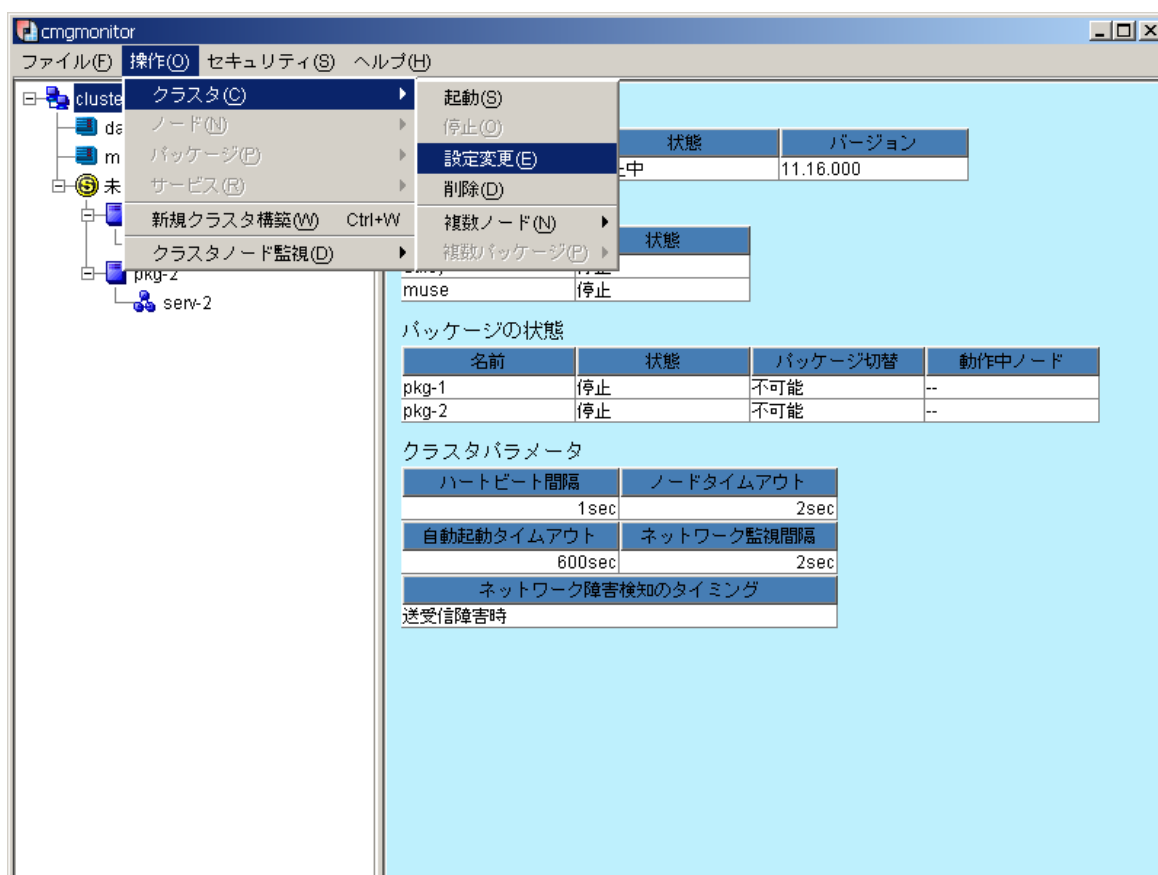 cmgmonitor
ファイル(F) 操作(O) セキュリティ(S) ヘルプ(H)
クラスタ(C)
ノード(N)
パッケージ(P)
サービス(R)
新規クラスタ構築(W) Ctrl+W
クラスタノード監視(D)
起動(S)
停止(O)
設定変更(E)
削除(D)
複数ノード(N)
複数パッケージ(P)
cluste
da
m
未
pkg-2
serv-2
状態 バージョン
中 11.16.000
状態
muse 停止
パッケージの状態
名前 状態 パッケージ切替 動作中ノード
pkg-1 停止 不可能 --
pkg-2 停止 不可能 --
クラスタパラメータ
ハートビート間隔 ノードタイムアウト
1sec 2sec
自動起動タイムアウト ネットワーク監視間隔
600sec 2sec
ネットワーク障害検知のタイミング
送受信障害時